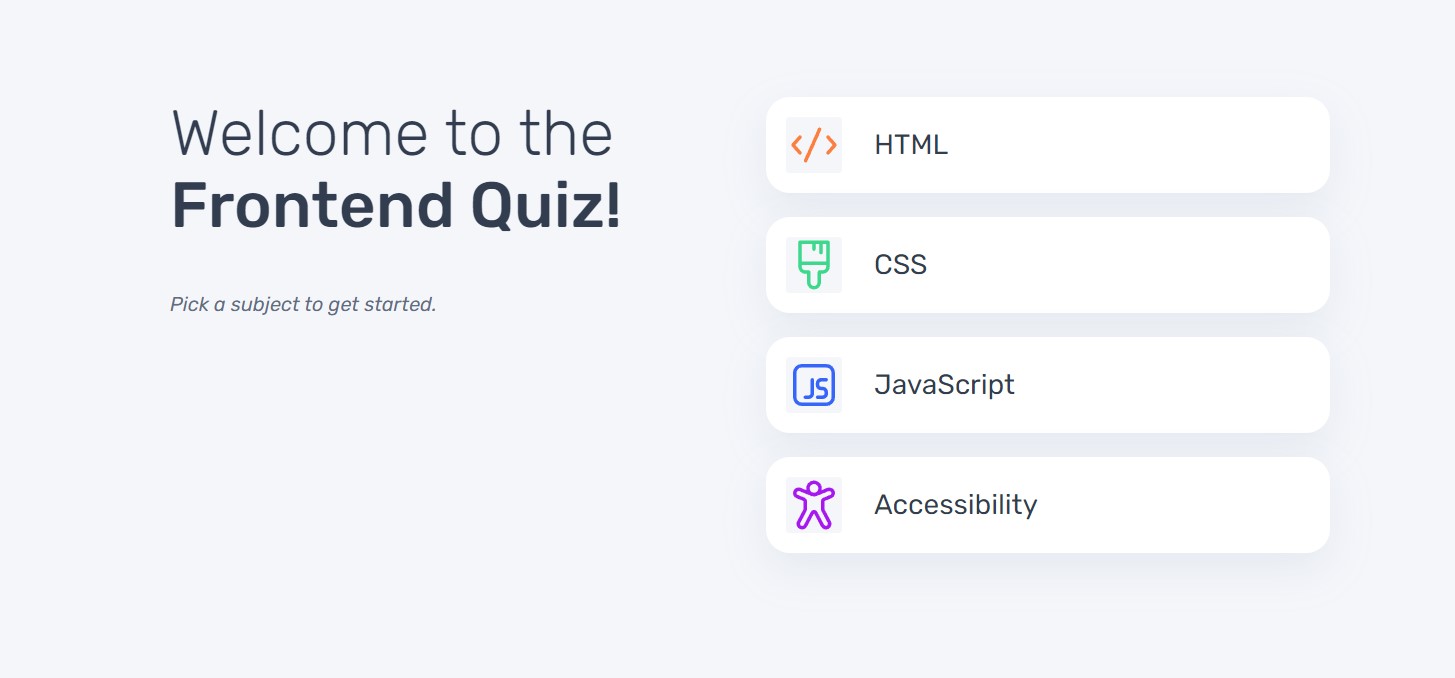 Welcome to the
Frontend Quiz!
Pick a subject to get started.
</> HTML
CSS
JS JavaScript
Accessibility